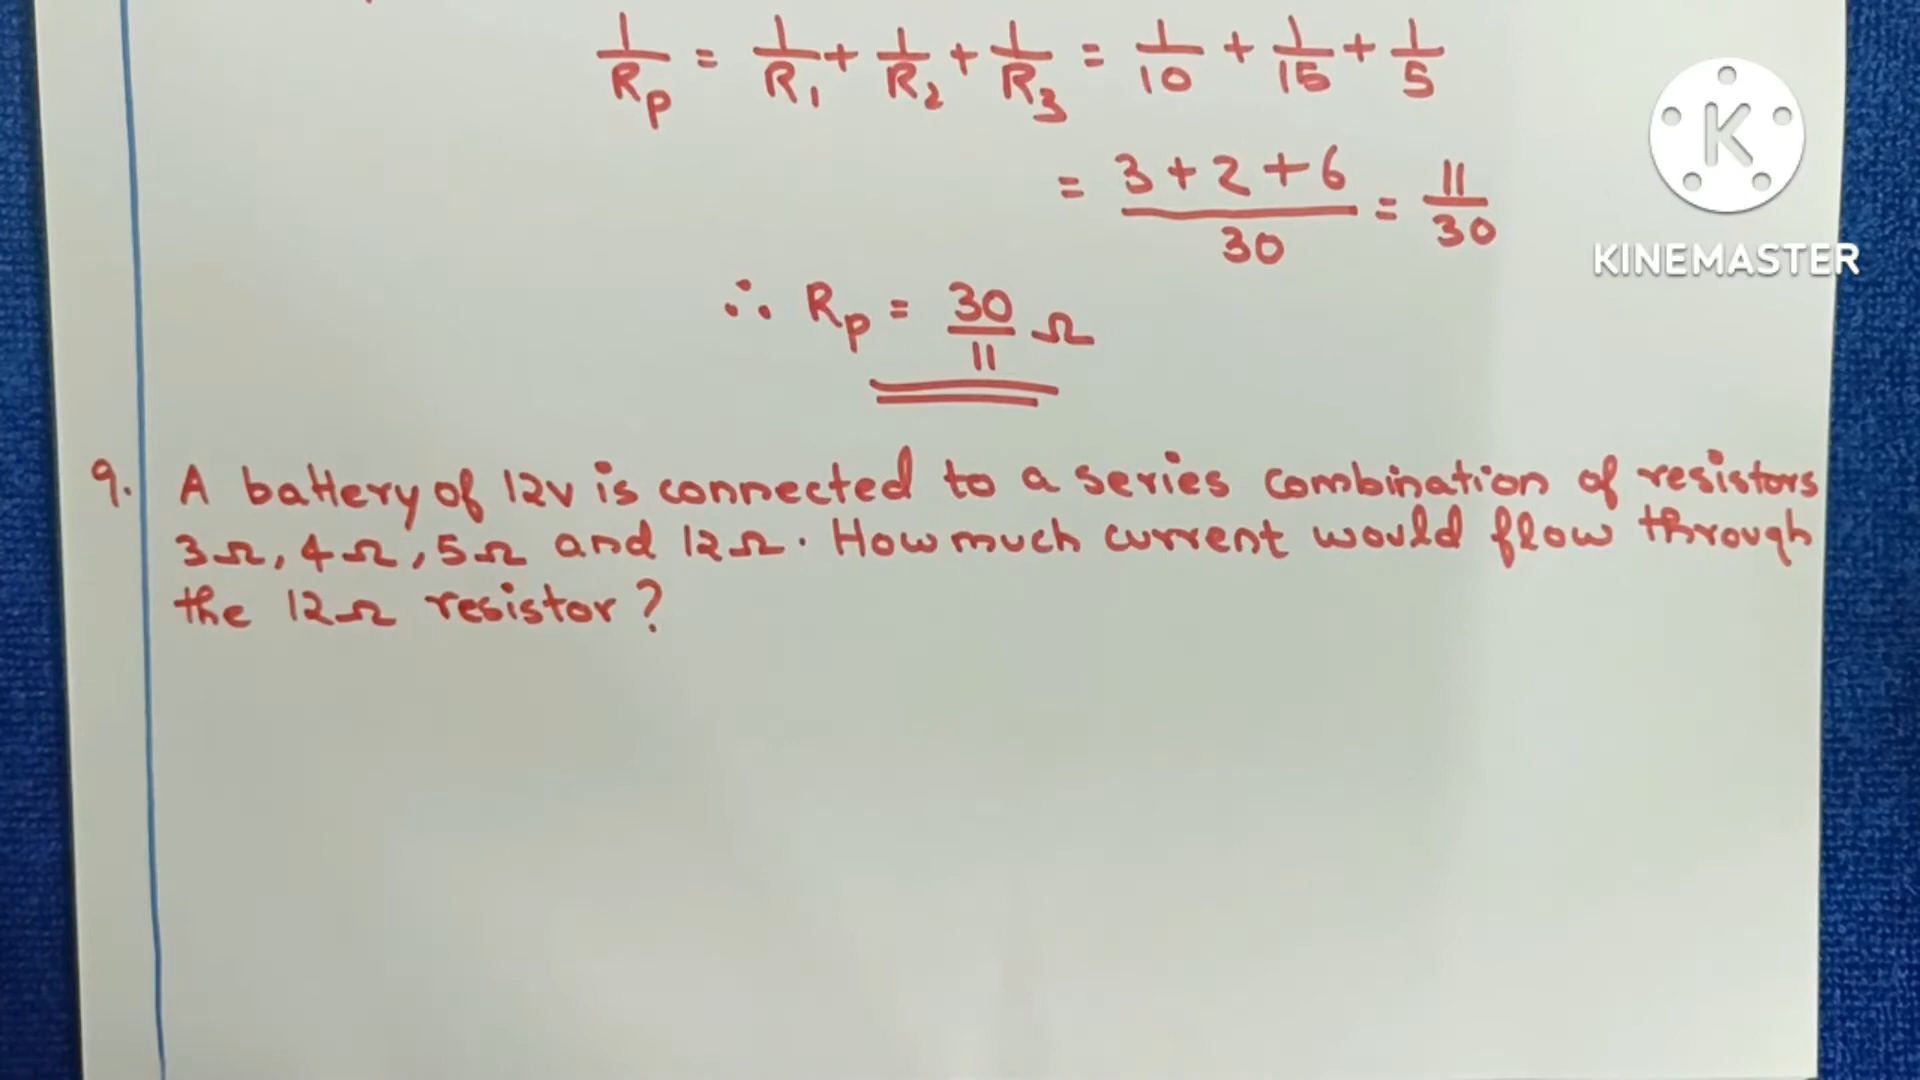 1/Rp = 1/R₁ + 1/R₂ + 1/R₃ = 1/10 + 1/15 + 1/5
= 3+2+6/30 = 11/30
K
KINEMASTER
∴ Rp = 30/11 Ω
9. A battery of 12v is connected to a series combination of resistors
3Ω, 4Ω, 5Ω and 12Ω. How much current would flow through
the 12Ω resistor?